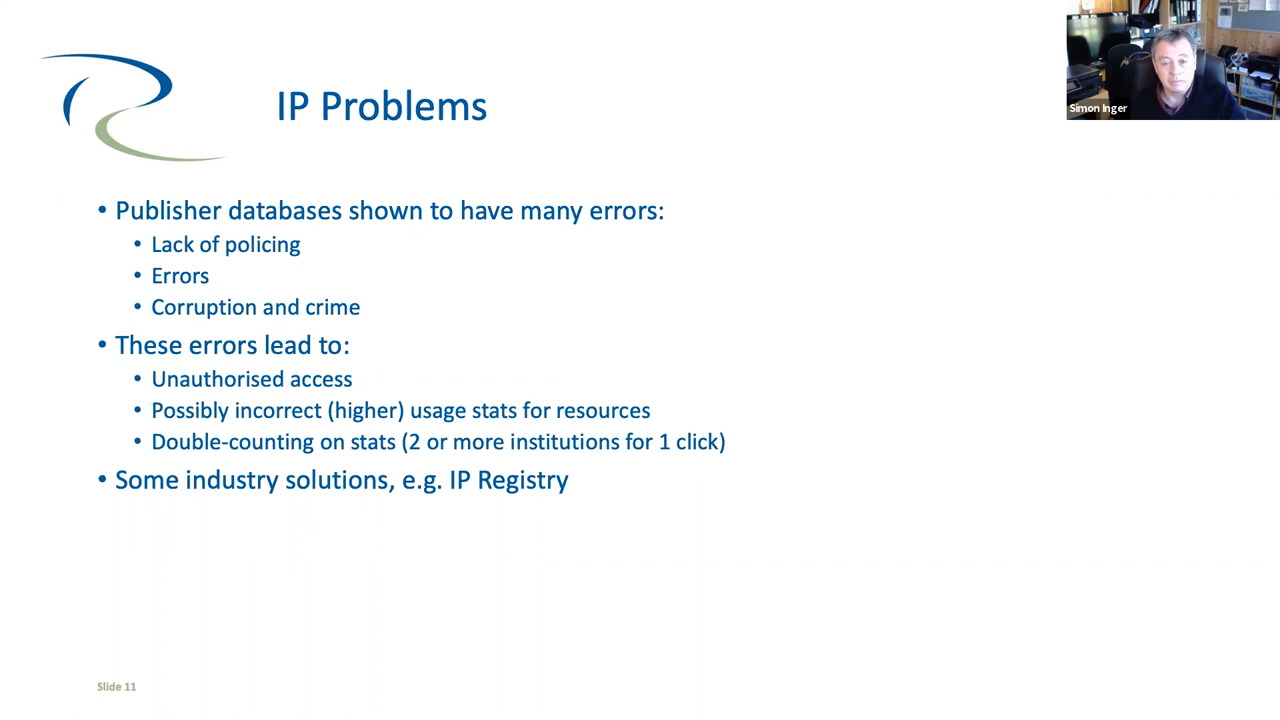 Simon Inger
IP Problems
• Publisher databases shown to have many errors:
• Lack of policing
• Errors
• Corruption and crime
• These errors lead to:
• Unauthorised access
• Possibly incorrect (higher) usage stats for resources
• Double-counting on stats (2 or more institutions for 1 click)
• Some industry solutions, e.g. IP Registry
Slide 11